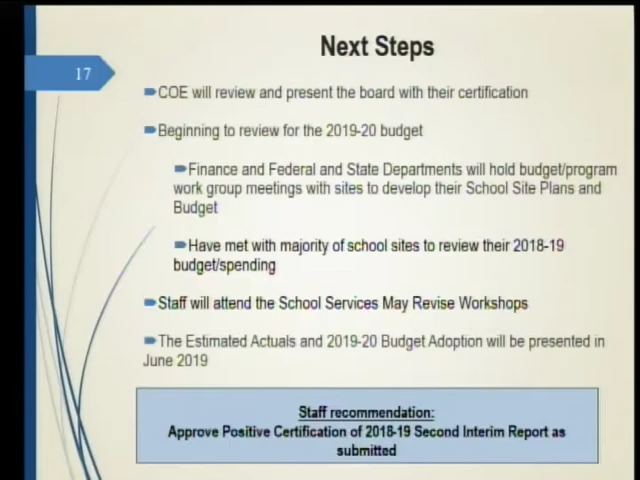 Next Steps
17
COE will review and present the board with their certification
Beginning to review for the 2019-20 budget
Finance and Federal and State Departments will hold budget/program
work group meetings with sites to develop their School Site Plans and
Budget
Have met with majority of school sites to review their 2018-19
budget/spending
Staff will attend the School Services May Revise Workshops
The Estimated Actuals and 2019-20 Budget Adoption will be presented in
June 2019
Staff recommendation:
Approve Positive Certification of 2018-19 Second Interim Report as
submitted